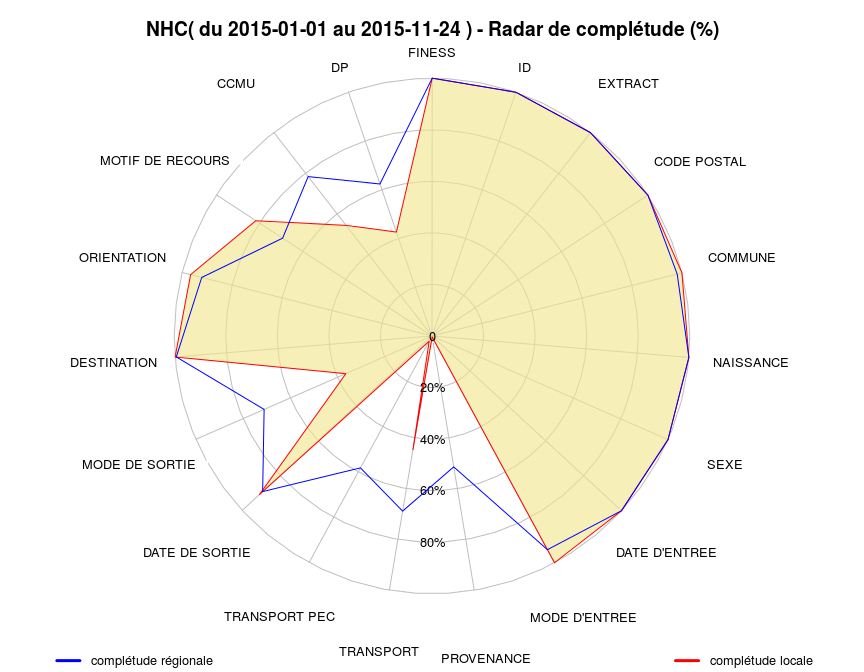 NHC( du 2015-01-01 au 2015-11-24 ) - Radar de complétude (%)
FINESS
DP
ID
CCMU
EXTRACT
MOTIF DE RECOURS
CODE POSTAL
ORIENTATION
COMMUNE
0
DESTINATION
NAISSANCE
20%
40%
MODE DE SORTIE
SEXE
60%
80%
DATE DE SORTIE
DATE D'ENTREE
TRANSPORT PEC
MODE D'ENTREE
TRANSPORT
PROVENANCE
complétude régionale
complétude locale